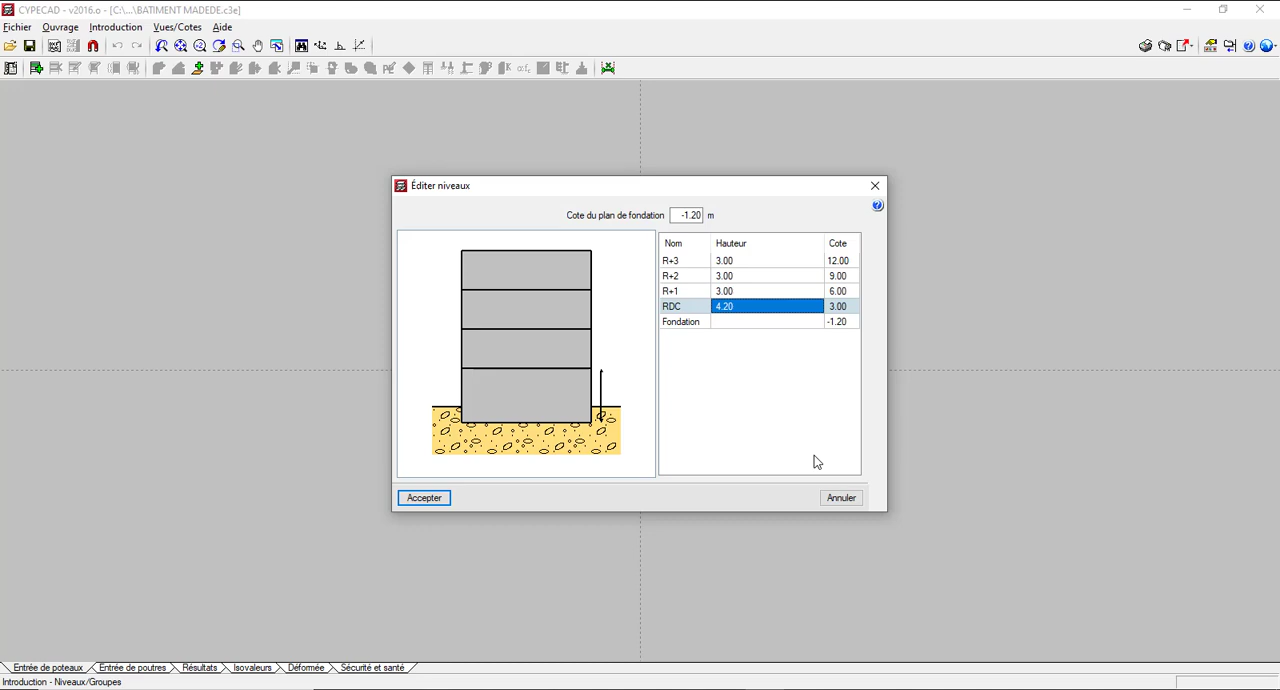 CYPECAD - v2016.o - [C:\...\BATIMENT MADEDE.c3e]
Fichier Ouvrage Introduction Vues/Cotes Aide
Éditer niveaux
Cote du plan de fondation -1.20 m
Nom Hauteur Cote
R+3 3.00 12.00
R+2 3.00 9.00
R+1 3.00 6.00
RDC 4.20 3.00
Fondation -1.20
Accepter Annuler
Entrée de poteaux Entrée de poutres Résultats Isovaleurs Déformée Sécurité et santé
Introduction - Niveaux/Groupes